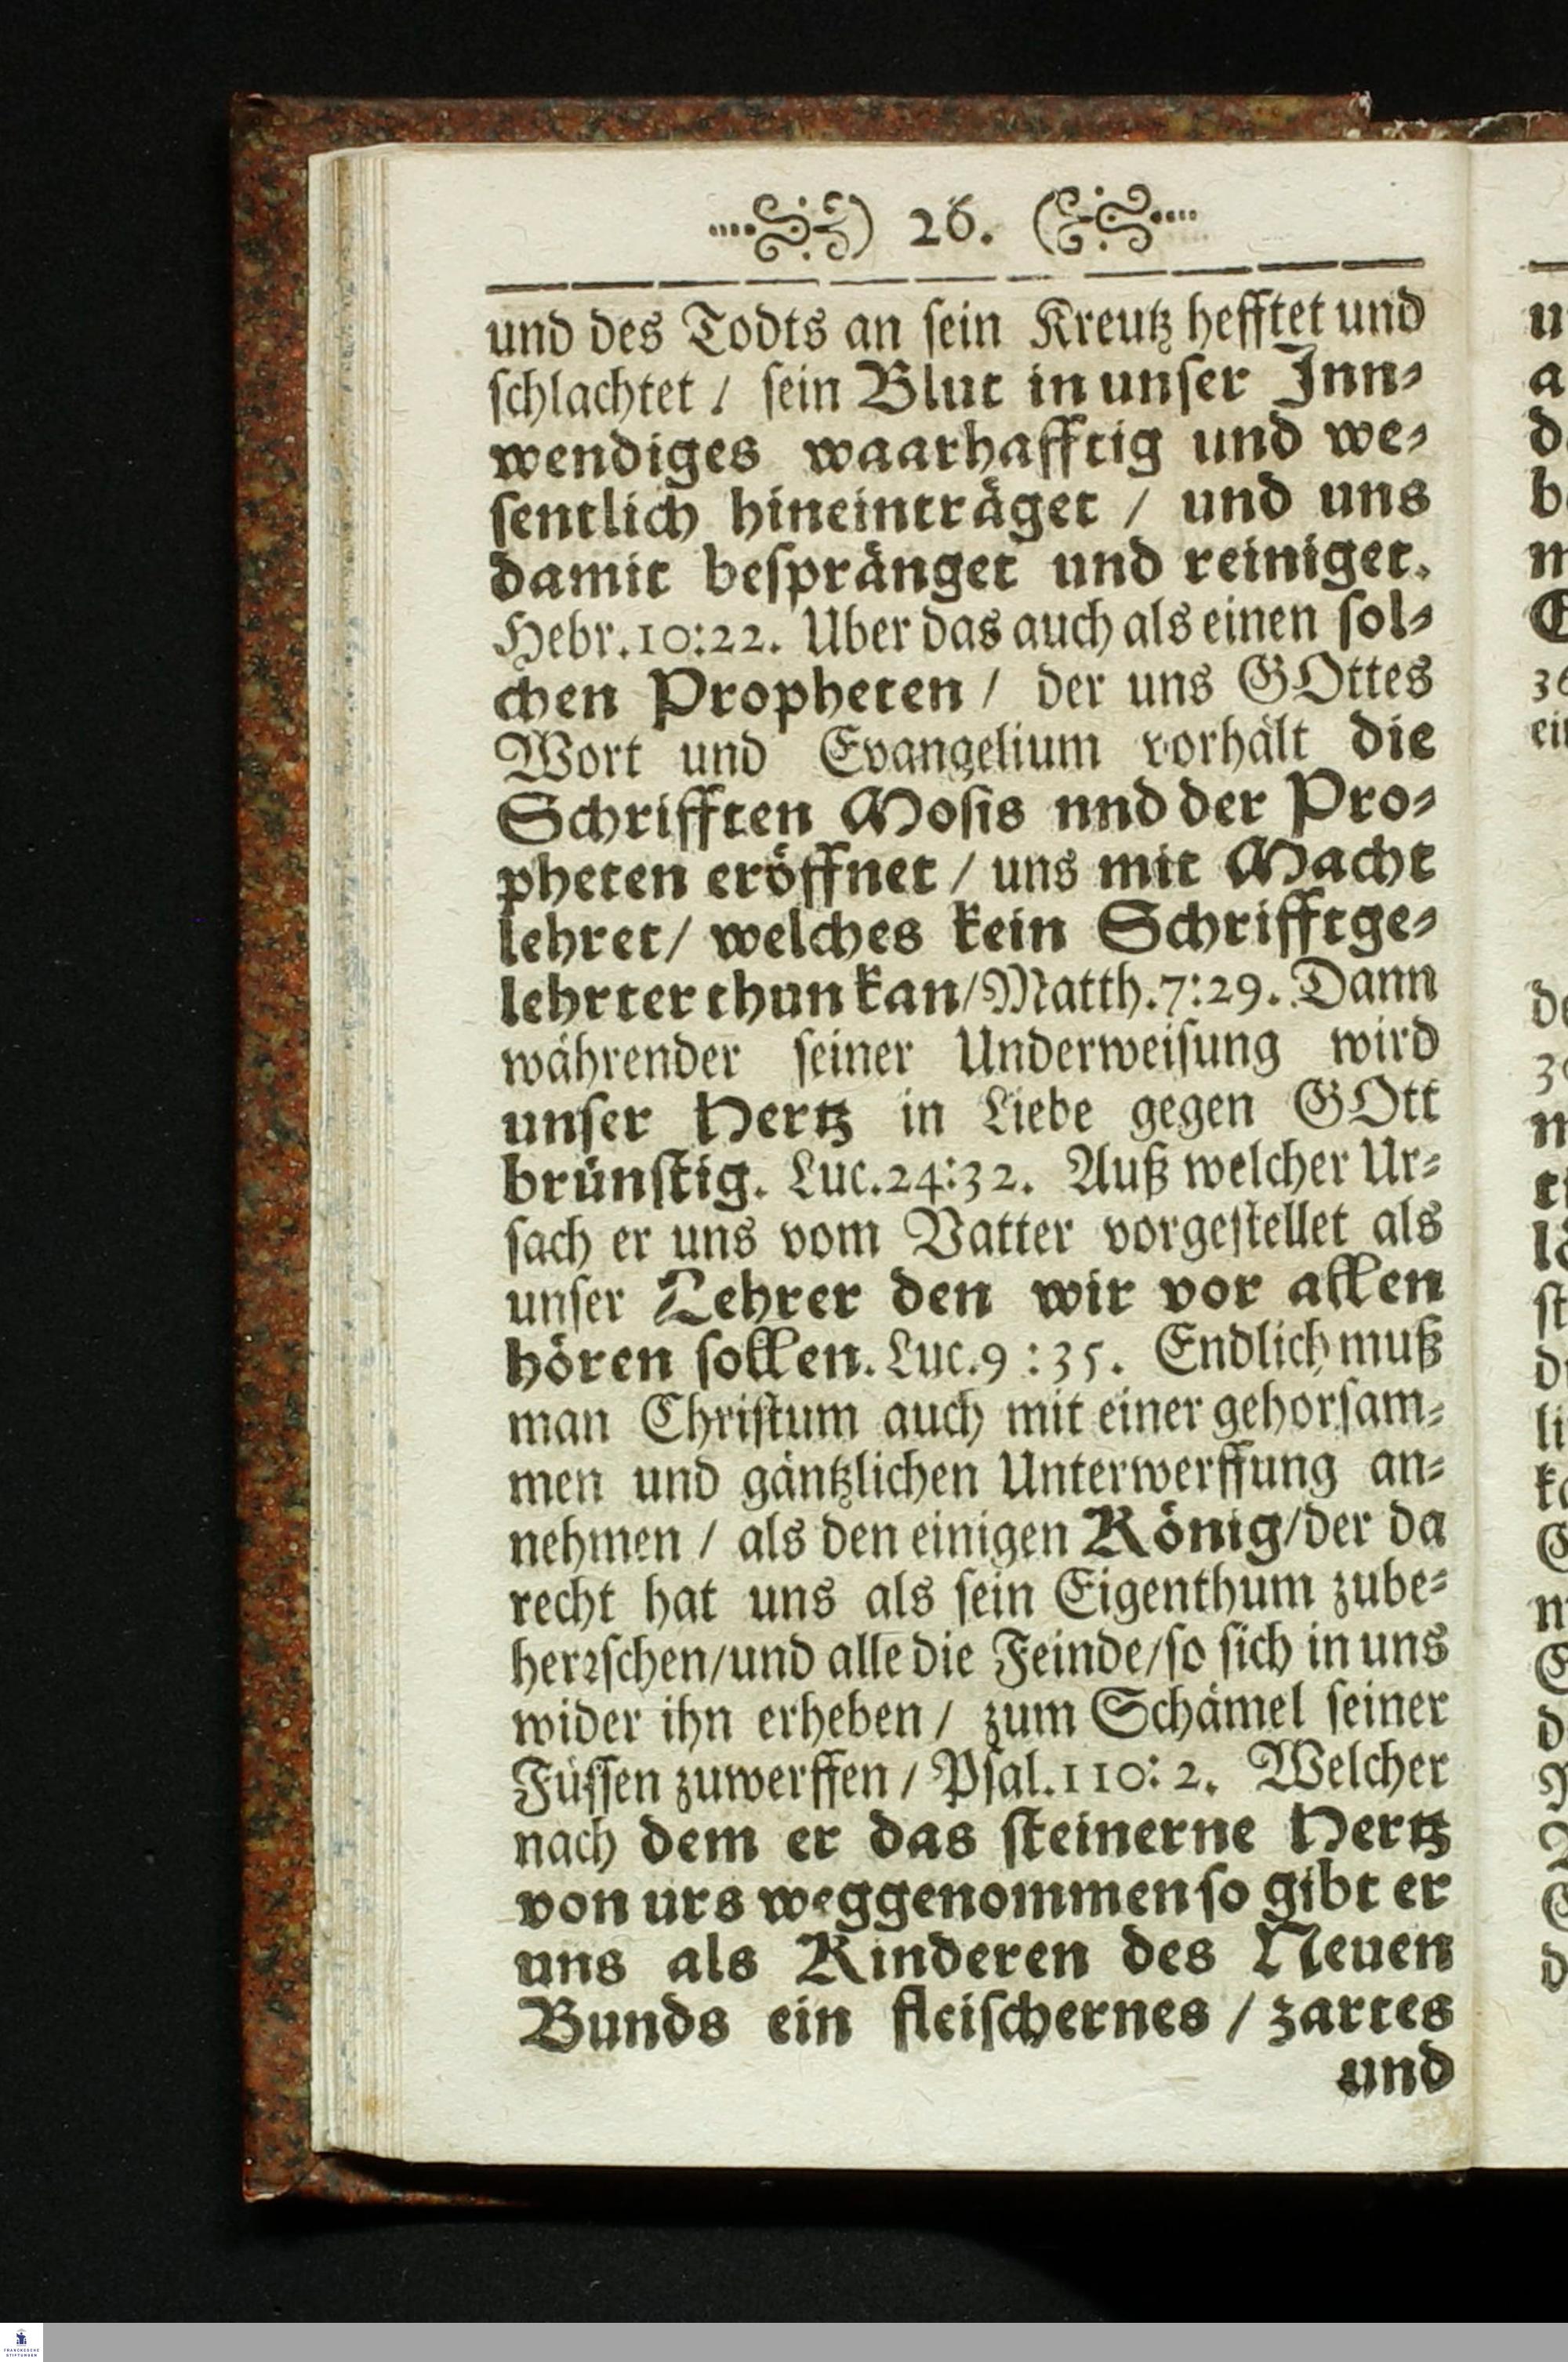 26.
und des Todts an sein Kreutz hefftet und
schlachtet / sein Blut in unser Inn⸗
wendiges waarhafftig und we⸗
sentlich hineinträget / und uns
damit bespränget und reiniget.
Hebr. 10:22. Uber das auch als einen sol⸗
chen Propheten / der uns GOttes
Wort und Evangelium vorhält die
Schrifften Mosis nnd der Pro⸗
pheten eröffnet / uns mit Macht
lehret / welches kein Schrifftge⸗
lehrter thun kan / Matth. 7:29. Dann
währender seiner Underweisung wird
unser Hertz in Liebe gegen GOtt
brünstig. Luc. 24:32. Auß welcher Ur⸗
sach er uns vom Vatter vorgestellet als
unser Lehrer den wir vor allen
hören sollen. Luc. 9:35. Endlich muß
man Christum auch mit einer gehorsam⸗
men und gäntzlichen Unterwerffung an⸗
nehmen / als den einigen König / der da
recht hat uns als sein Eigenthum zube⸗
herꝛschen / und alle die Feinde / so sich in uns
wider ihn erheben / zum Schämel seiner
Füssen zuwerffen / Psal. 110:2. Welcher
nach dem er das steinerne Hertz
von urs weggenommen so gibt er
uns als Kinderen des Neuen
Bunds ein fleischernes / zartes
und
FRANCKESCHE
STIFTUNGEN